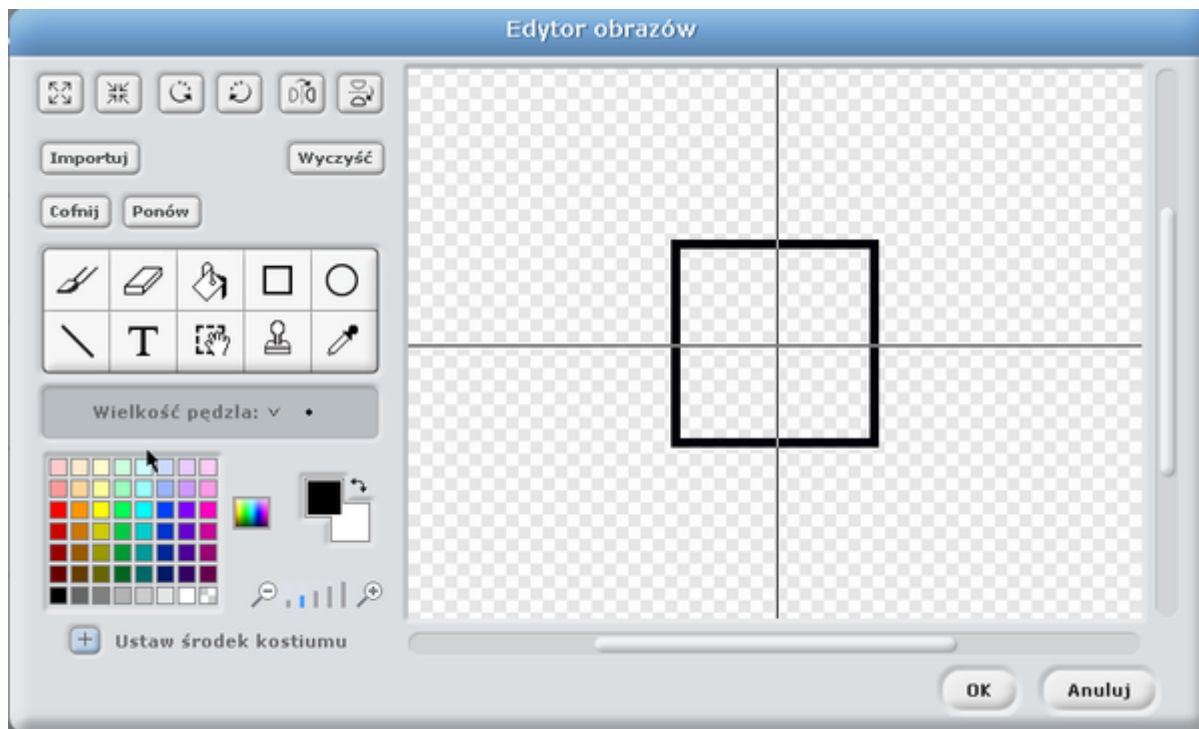 Edytor obrazów
Importuj
Wyczyść
Cofnij
Ponów
T
Wielkość pędzla:
Ustaw środek kostiumu
OK
Anuluj